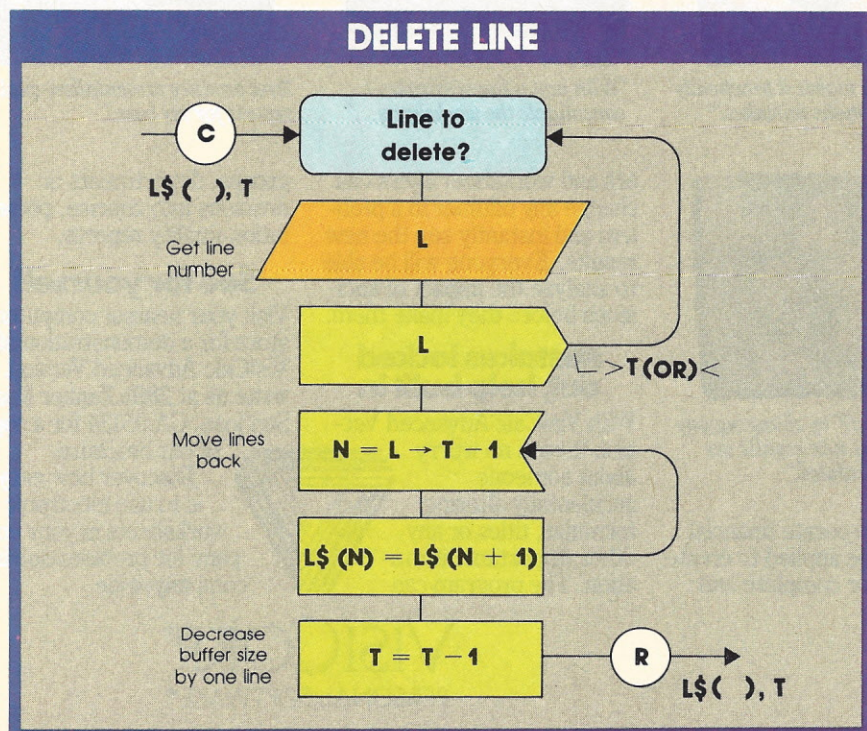 DELETE LINE
C
L$( ), T
Line to
delete?
Get line
number
L
L
>T(OR)<
Move lines
back
N = L → T – 1
L$(N) = L$(N + 1)
Decrease
buffer size
by one line
T = T – 1
R
L$( ), T